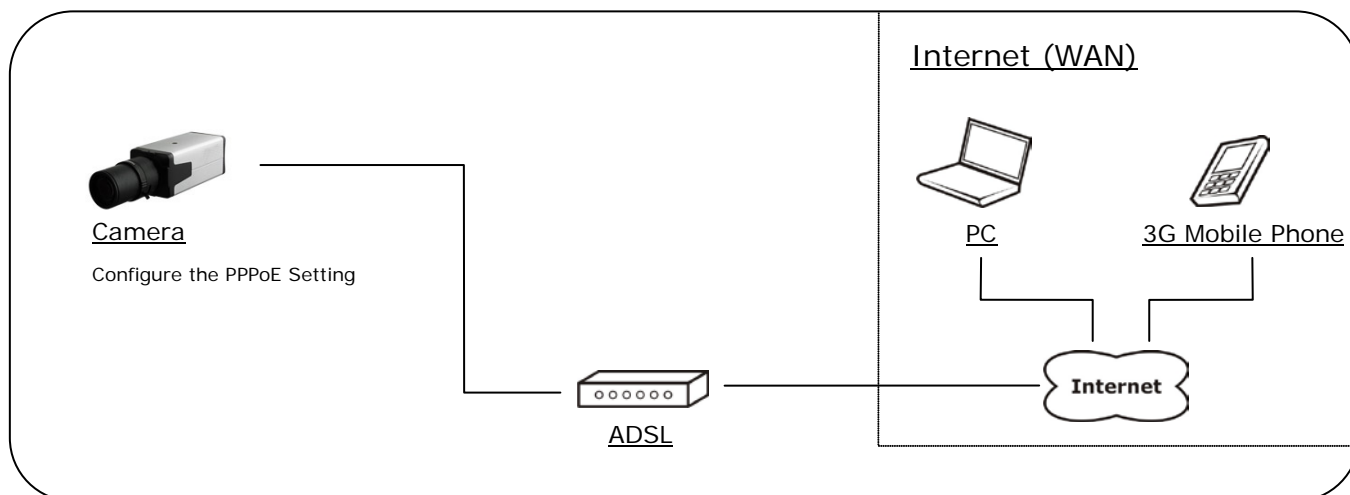 Internet (WAN)
Camera
Configure the PPPoE Setting
PC
3G Mobile Phone
Internet
ADSL